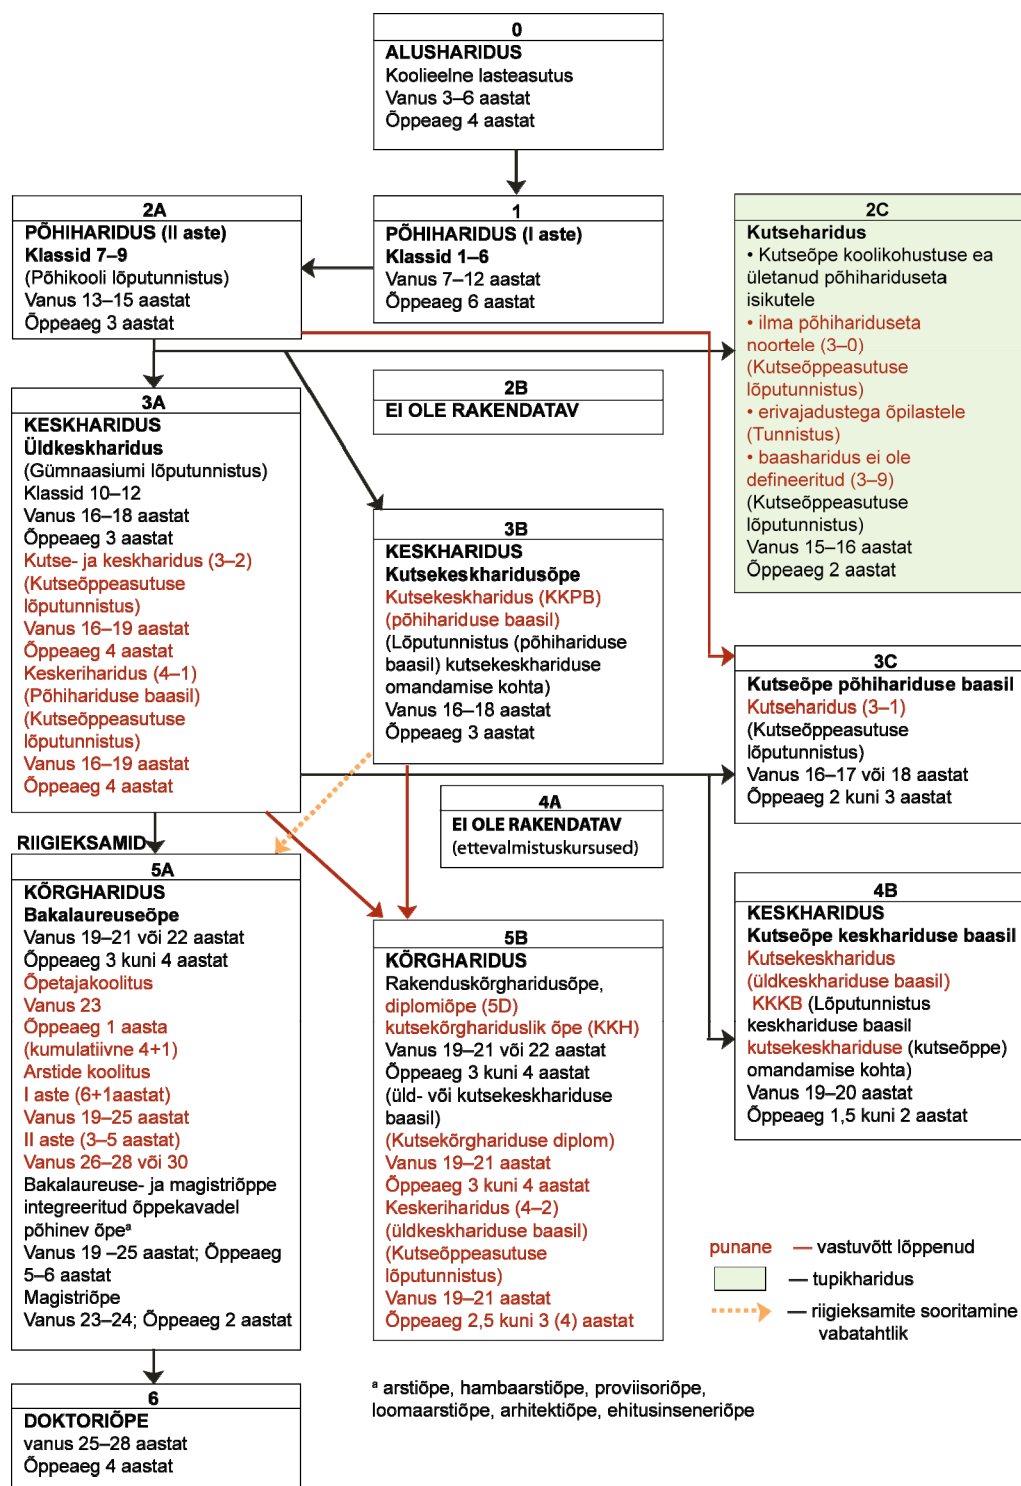 0
ALUSHARIDUS
Koolieelne lasteasutus
Vanus 3–6 aastat
Õppeaeg 4 aastat
2A
PÕHIHARIDUS (II aste)
Klassid 7–9
(Põhikooli lõputunnistus)
Vanus 13–15 aastat
Õppeaeg 3 aastat
1
PÕHIHARIDUS (I aste)
Klassid 1–6
Vanus 7–12 aastat
Õppeaeg 6 aastat
2C
Kutseharidus
• Kutseõpe koolikohustuse ea
ületanud põhihariduseta
isikutele
• ilma põhihariduseta
noortele (3–0)
(Kutseõppeasutuse
lõputunnistus)
• erivajadustega õpilastele
(Tunnistus)
• baasharidus ei ole
defineeritud (3–9)
(Kutseõppeasutuse
lõputunnistus)
Vanus 15–16 aastat
Õppeaeg 2 aastat
2B
EI OLE RAKENDATAV
3A
KESKHARIDUS
Üldkeskharidus
(Gümnaasiumi lõputunnistus)
Klassid 10–12
Vanus 16–18 aastat
Õppeaeg 3 aastat
Kutse- ja keskharidus (3–2)
(Kutseõppeasutuse
lõputunnistus)
Vanus 16–19 aastat
Õppeaeg 4 aastat
Keskeriharidus (4–1)
(Põhihariduse baasil)
(Kutseõppeasutuse
lõputunnistus)
Vanus 16–19 aastat
Õppeaeg 4 aastat
3B
KESKHARIDUS
Kutsekeskharidusõpe
Kutsekeskharidus (KKPB)
(põhihariduse baasil)
(Lõputunnistus (põhihariduse
baasil) kutsekeskhariduse
omandamise kohta)
Vanus 16–18 aastat
Õppeaeg 3 aastat
3C
Kutseõpe põhihariduse baasil
Kutseharidus (3–1)
(Kutseõppeasutuse
lõputunnistus)
Vanus 16–17 või 18 aastat
Õppeaeg 2 kuni 3 aastat
4A
EI OLE RAKENDATAV
(ettevalmistuskursused)
RIIGIEKSAMID
5A
KÕRGHARIDUS
Bakalaureuseõpe
Vanus 19–21 või 22 aastat
Õppeaeg 3 kuni 4 aastat
Õpetajakoolitus
Vanus 23
Õppeaeg 1 aasta
(kumulatiivne 4+1)
Arstide koolitus
I aste (6+1aastat)
Vanus 19–25 aastat
II aste (3–5 aastat)
Vanus 26–28 või 30
Bakalaureuse- ja magistriõppe
integreeritud õppekavadel
põhinev õpeª
Vanus 19 –25 aastat; Õppeaeg
5–6 aastat
Magistriõpe
Vanus 23–24; Õppeaeg 2 aastat
4B
KESKHARIDUS
Kutseõpe keskhariduse baasil
Kutsekeskharidus
(üldkeskhariduse baasil)
KKKB (Lõputunnistus
keskhariduse baasil
kutsekeskhariduse (kutseõppe)
omandamise kohta)
Vanus 19–20 aastat
Õppeaeg 1,5 kuni 2 aastat
5B
KÕRGHARIDUS
Rakenduskõrgharidusõpe,
diplomiõpe (5D)
kutsekõrghariduslik õpe (KKH)
Vanus 19–21 või 22 aastat
Õppeaeg 3 kuni 4 aastat
(üld- või kutsekeskhariduse
baasil)
(Kutsekõrghariduse diplom)
Vanus 19–21 aastat
Õppeaeg 3 kuni 4 aastat
Keskeriharidus (4–2)
(üldkeskhariduse baasil)
(Kutseõppeasutuse
lõputunnistus)
Vanus 19–21 aastat
Õppeaeg 2,5 kuni 3 (4) aastat
punane — vastuvõtt lõppenud
— tupikharidus
— riigieksamite sooritamine
vabatahtlik
ª arstiõpe, hambaarstiõpe, proviisoriõpe,
loomaarstiõpe, arhitektiõpe, ehitusinseneriõpe
6
DOKTORIÕPE
vanus 25–28 aastat
Õppeaeg 4 aastat